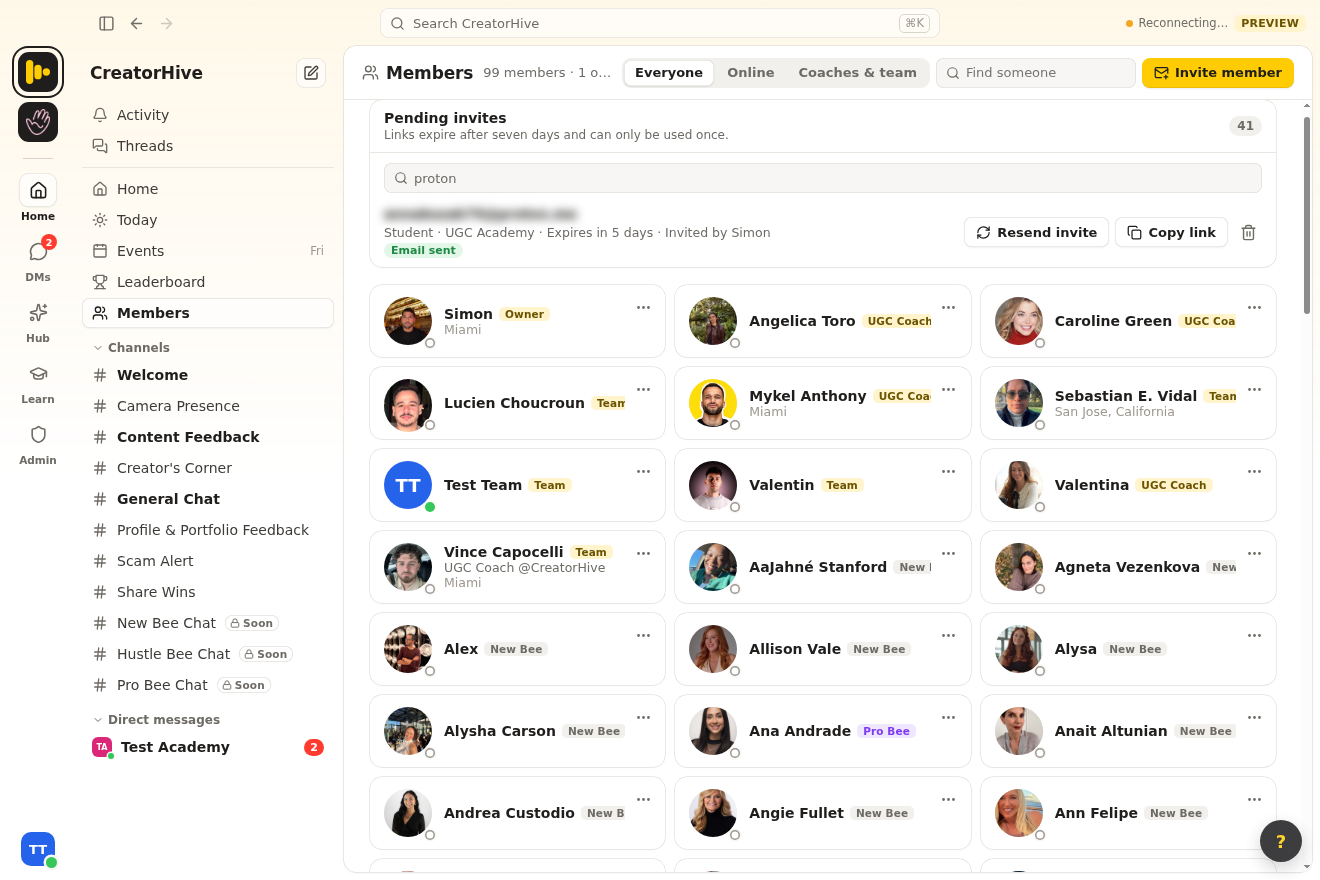 Search CreatorHive
⌘K
Reconnecting...
PREVIEW
CreatorHive
Activity
Threads
Home
Today
Events
Fri
Leaderboard
Members
Channels
Welcome
Camera Presence
Content Feedback
Creator's Corner
General Chat
Profile & Portfolio Feedback
Scam Alert
Share Wins
New Bee Chat
Soon
Hustle Bee Chat
Soon
Pro Bee Chat
Soon
Direct messages
TA
Test Academy
2
Home
2
DMs
Hub
Learn
Admin
TT
Members
99 members · 1 o...
Everyone
Online
Coaches & team
Find someone
Invite member
Pending invites
Links expire after seven days and can only be used once.
41
proton
Student · UGC Academy · Expires in 5 days · Invited by Simon
Email sent
Resend invite
Copy link
Simon
Owner
Miami
Angelica Toro
UGC Coach
Caroline Green
UGC Coa
Lucien Choucroun
Team
Mykel Anthony
UGC Coa
Miami
Sebastian E. Vidal
Team
San Jose, California
TT
Test Team
Team
Valentin
Team
Valentina
UGC Coach
Vince Capocelli
Team
UGC Coach @CreatorHive
Miami
AaJahné Stanford
New
Agneta Vezenkova
New
Alex
New Bee
Allison Vale
New Bee
Alysa
New Bee
Alysha Carson
New Bee
Ana Andrade
Pro Bee
Anait Altunian
New Bee
Andrea Custodio
New B
Angie Fullet
New Bee
Ann Felipe
New Bee
?